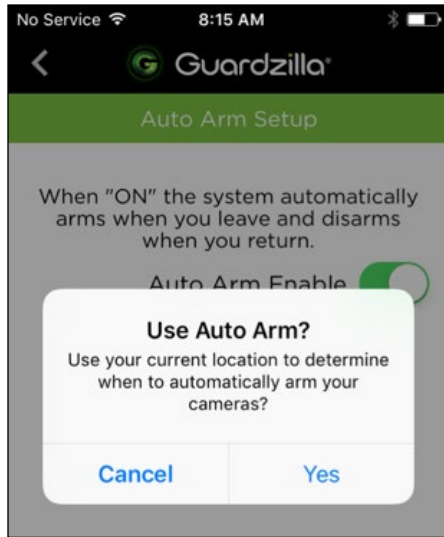 No Service 8:15 AM
Guardzilla®
Auto Arm Setup
When "ON" the system automatically
arms when you leave and disarms
when you return.
Auto Arm Enable
Use Auto Arm?
Use your current location to determine
when to automatically arm your
cameras?
Cancel Yes